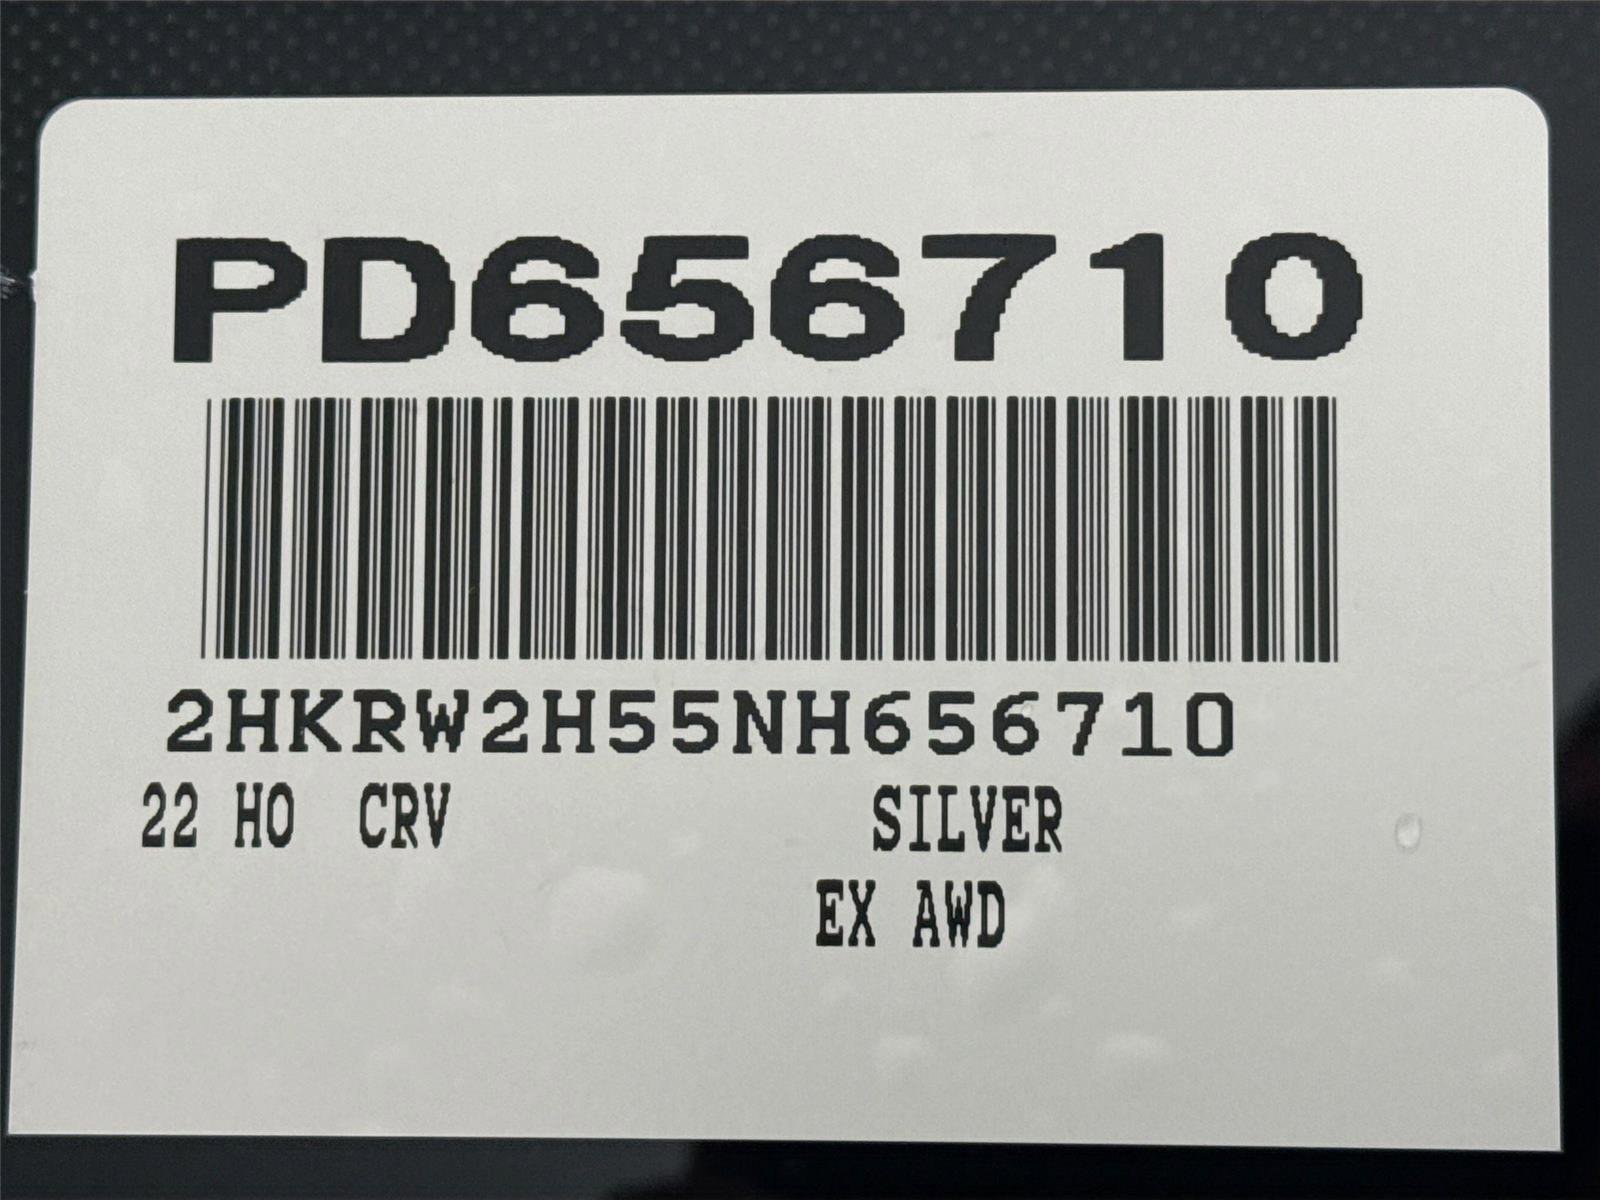 PD656710
2HKRW2H55NH656710
22 HO CRV SILVER
EX AWD